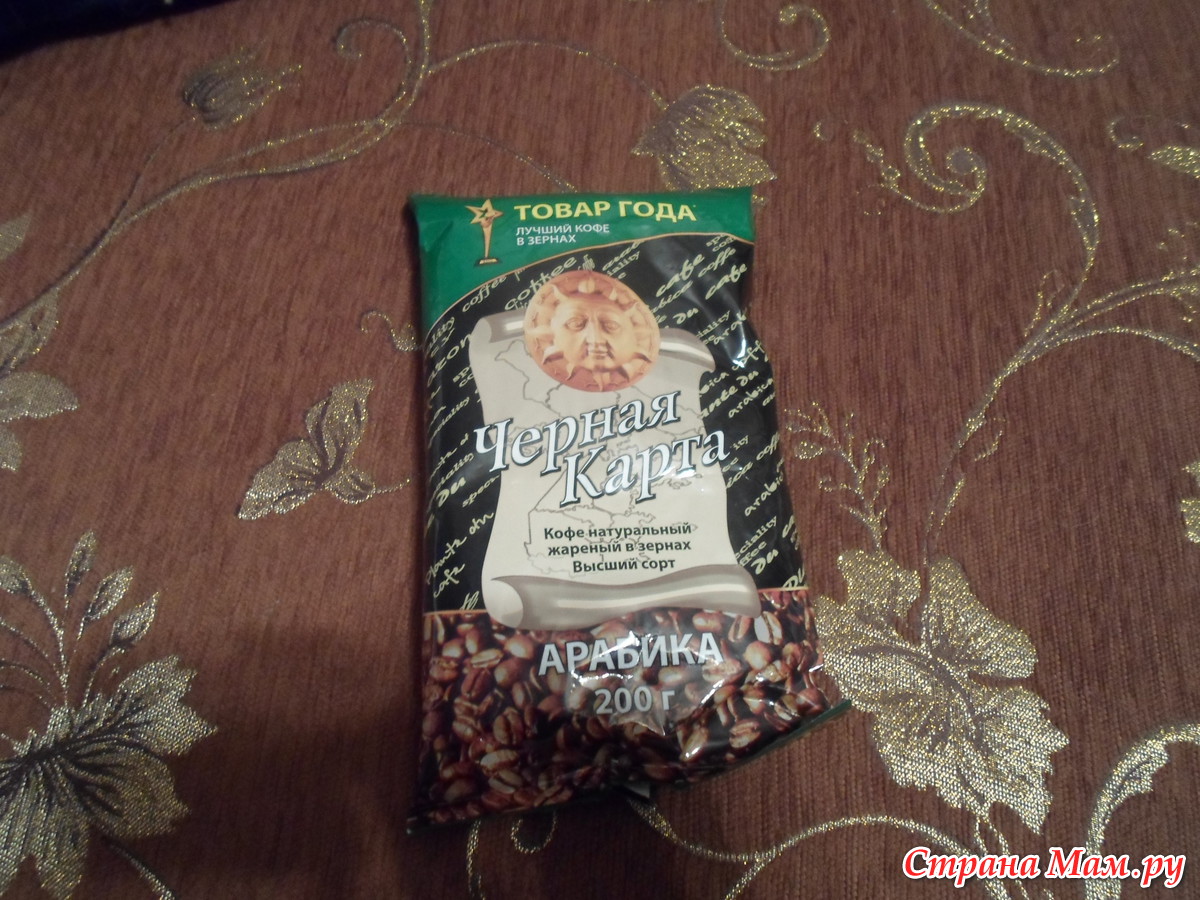 ТОВАР ГОДА
ЛУЧШИЙ КОФЕ
В ЗЕРНАХ
Черная
Карта
Кофе натуральный
жареный в зернах
Высший сорт
АРАБИКА
200 г
Страна Мам.ру